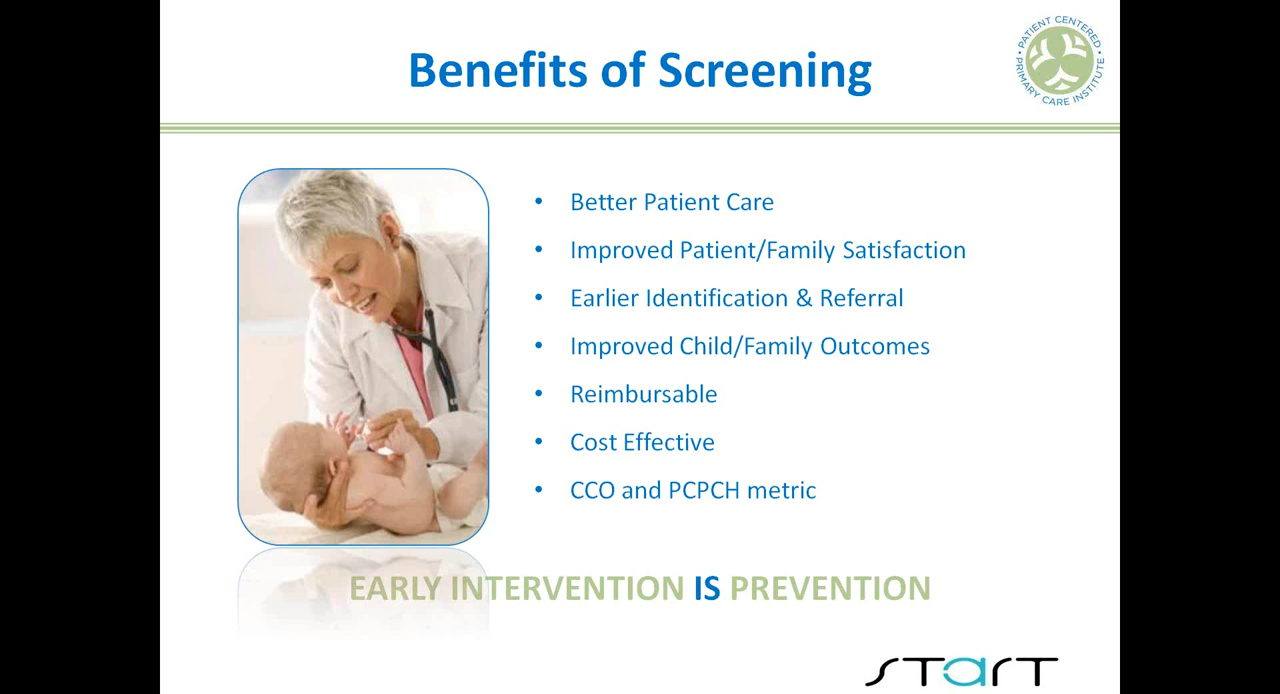 Benefits of Screening
PATIENT CENTERED
PRIMARY CARE INSTITUTE
• Better Patient Care
• Improved Patient/Family Satisfaction
• Earlier Identification & Referral
• Improved Child/Family Outcomes
• Reimbursable
• Cost Effective
• CCO and PCPCH metric
EARLY INTERVENTION IS PREVENTION
START